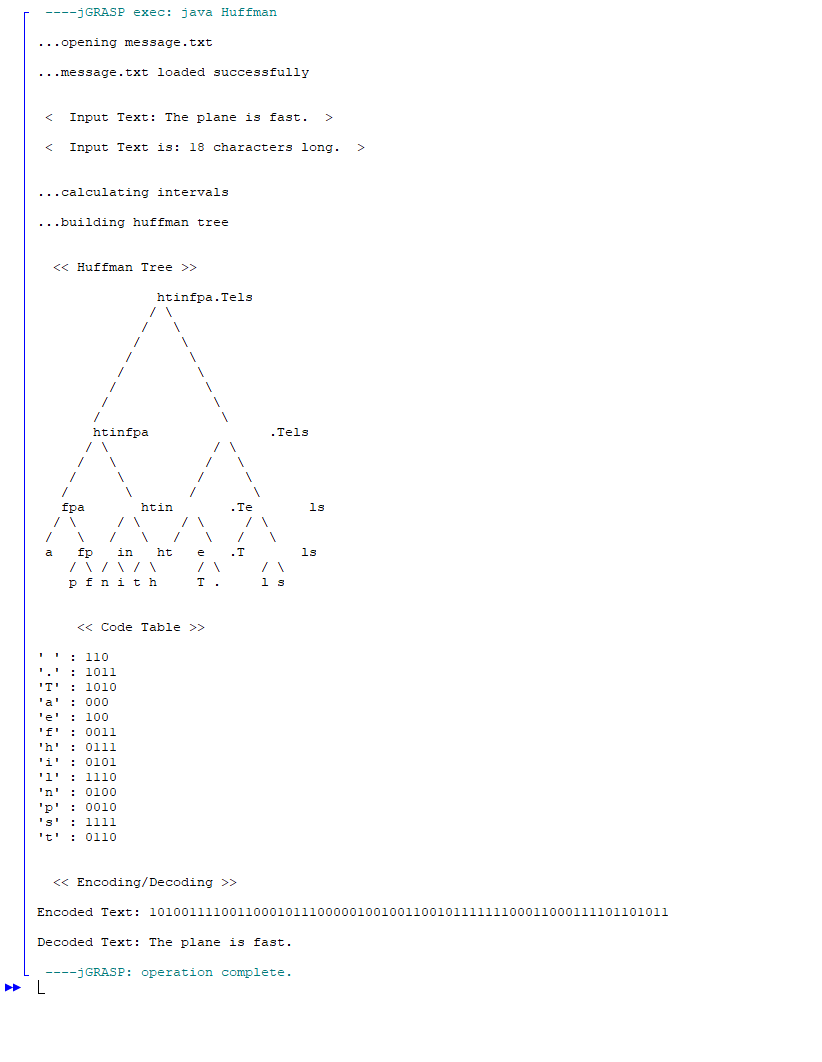 ----jGRASP exec: java Huffman
...opening message.txt
...message.txt loaded successfully
<  Input Text: The plane is fast.  >
<  Input Text is: 18 characters long.  >
...calculating intervals
...building huffman tree
<< Huffman Tree >>
htinfpa.Tels
/ \
/   \
/     \
/       \
/         \
/           \
/             \
/               \
htinfpa               .Tels
/ \             / \
/   \           /   \
/     \         /     \
/       \       /       \
fpa       htin       .Te       ls
/ \     / \     / \     / \
/   \   /   \   /   \   /   \
a   fp   in   ht   e   .T       ls
/ \ / \ / \     / \     / \
p f n i t h     T .     l s
<< Code Table >>
' ' : 110
'.' : 1011
'T' : 1010
'a' : 000
'e' : 100
'f' : 0011
'h' : 0111
'i' : 0101
'l' : 1110
'n' : 0100
'p' : 0010
's' : 1111
't' : 0110
<< Encoding/Decoding >>
Encoded Text: 10100111100110001011100000100100110010111111100011000111101101011
Decoded Text: The plane is fast.
----jGRASP: operation complete.